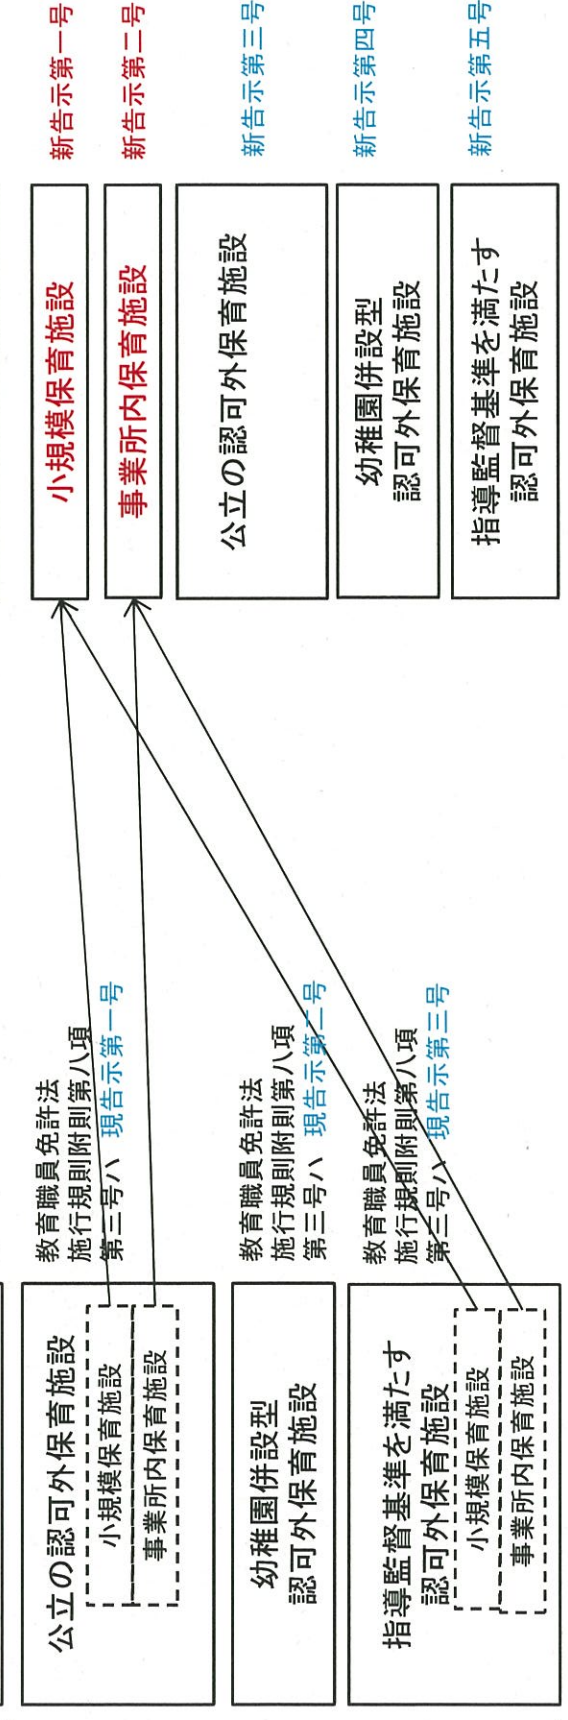 公立の認可外保育施設
小規模保育施設
事業所内保育施設
教育職員免許法
施行規則附則第八項
第三号ハ 現告示第一号
幼稚園併設型
認可外保育施設
教育職員免許法
施行規則附則第八項
第三号ハ 現告示第二号
指導監督基準を満たす
認可外保育施設
小規模保育施設
事業所内保育施設
教育職員免許法
施行規則附則第八項
第三号ハ 現告示第三号
小規模保育施設
新告示第一号
事業所内保育施設
新告示第二号
公立の認可外保育施設
新告示第三号
幼稚園併設型
認可外保育施設
新告示第四号
指導監督基準を満たす
認可外保育施設
新告示第五号